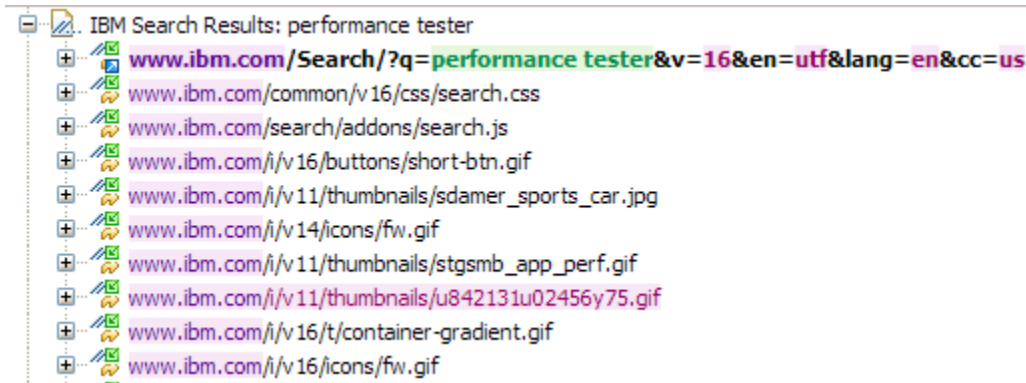 IBM Search Results: performance tester
www.ibm.com/Search/?q=performance tester&v=16&en=utf&lang=en&cc=us
www.ibm.com/common/v16/css/search.css
www.ibm.com/search/addons/search.js
www.ibm.com/i/v16/buttons/short-btn.gif
www.ibm.com/i/v11/thumbnails/sdamer_sports_car.jpg
www.ibm.com/i/v14/icons/fw.gif
www.ibm.com/i/v11/thumbnails/stgsmb_app_perf.gif
www.ibm.com/i/v11/thumbnails/u842131u02456y75.gif
www.ibm.com/i/v16/t/container-gradient.gif
www.ibm.com/i/v16/icons/fw.gif